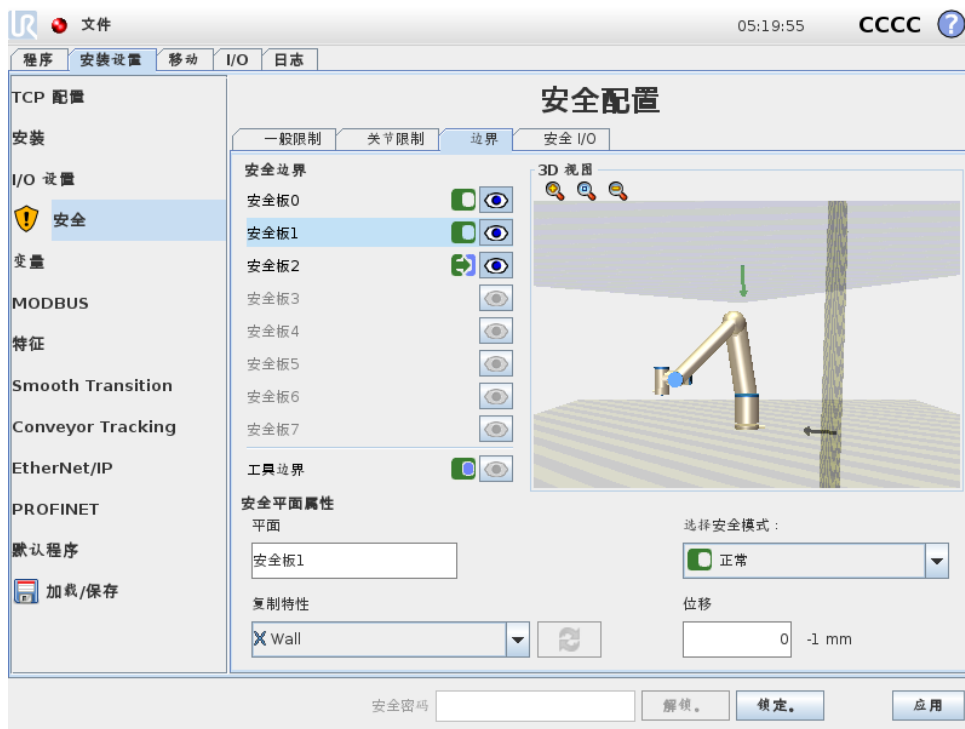 UR 文件 05:19:55 CCCC ?
程序 安装设置 移动 I/O 日志
TCP 配置
安装
I/O 设置
安全
变量
MODBUS
特征
Smooth Transition
Conveyor Tracking
EtherNet/IP
PROFINET
默认程序
加载/保存
安全配置
一般限制 关节限制 边界 安全 I/O
安全边界
安全板0
安全板1
安全板2
安全板3
安全板4
安全板5
安全板6
安全板7
工具边界
3D 视图
安全平面属性
平面
安全板1
复制特性
Wall
选择安全模式：
正常
位移
0 -1 mm
安全密码 解锁。 锁定。 应用